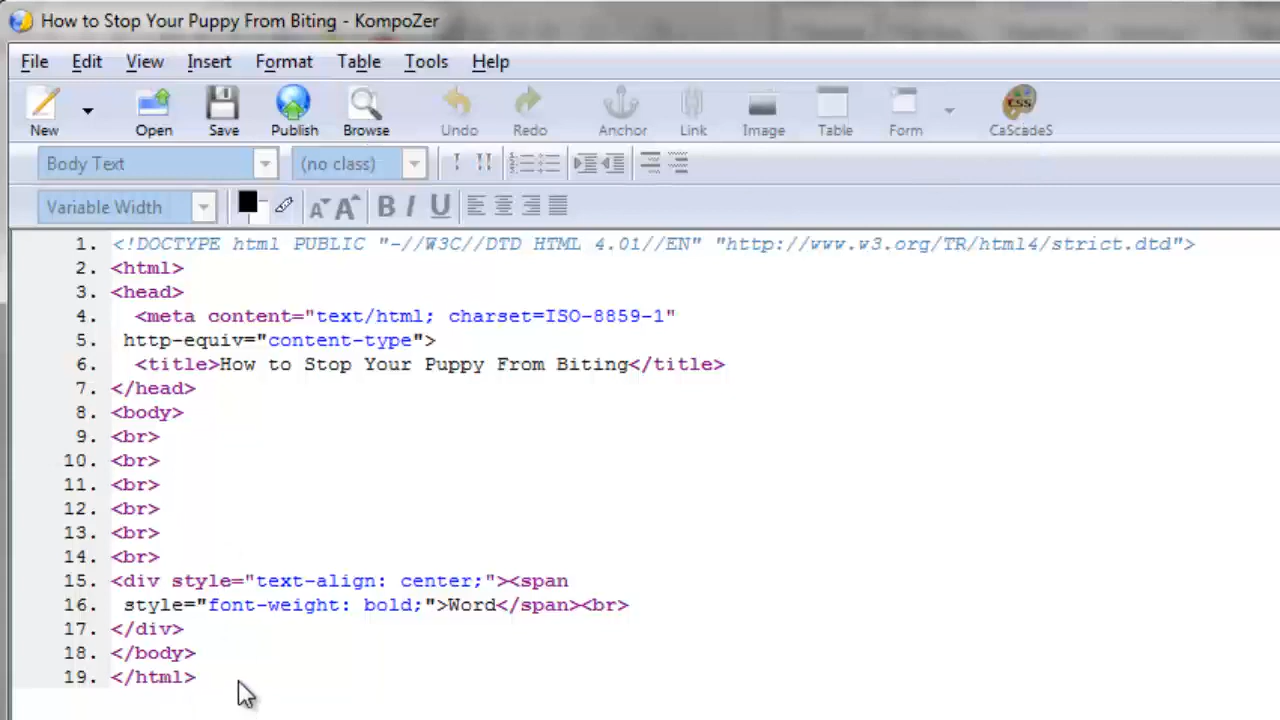 How to Stop Your Puppy From Biting - KompoZer
File Edit View Insert Format Table Tools Help
New Open Save Publish Browse Undo Redo Anchor Link Image Table Form CaScadeS
CSS
Body Text (no class) ! !!
Variable Width A A B I U
1. <!DOCTYPE html PUBLIC "-//W3C//DTD HTML 4.01//EN" "http://www.w3.org/TR/html4/strict.dtd">
2. <html>
3. <head>
4. <meta content="text/html; charset=ISO-8859-1"
5. http-equiv="content-type">
6. <title>How to Stop Your Puppy From Biting</title>
7. </head>
8. <body>
9. <br>
10. <br>
11. <br>
12. <br>
13. <br>
14. <br>
15. <div style="text-align: center;"><span
16. style="font-weight: bold;">Word</span><br>
17. </div>
18. </body>
19. </html>